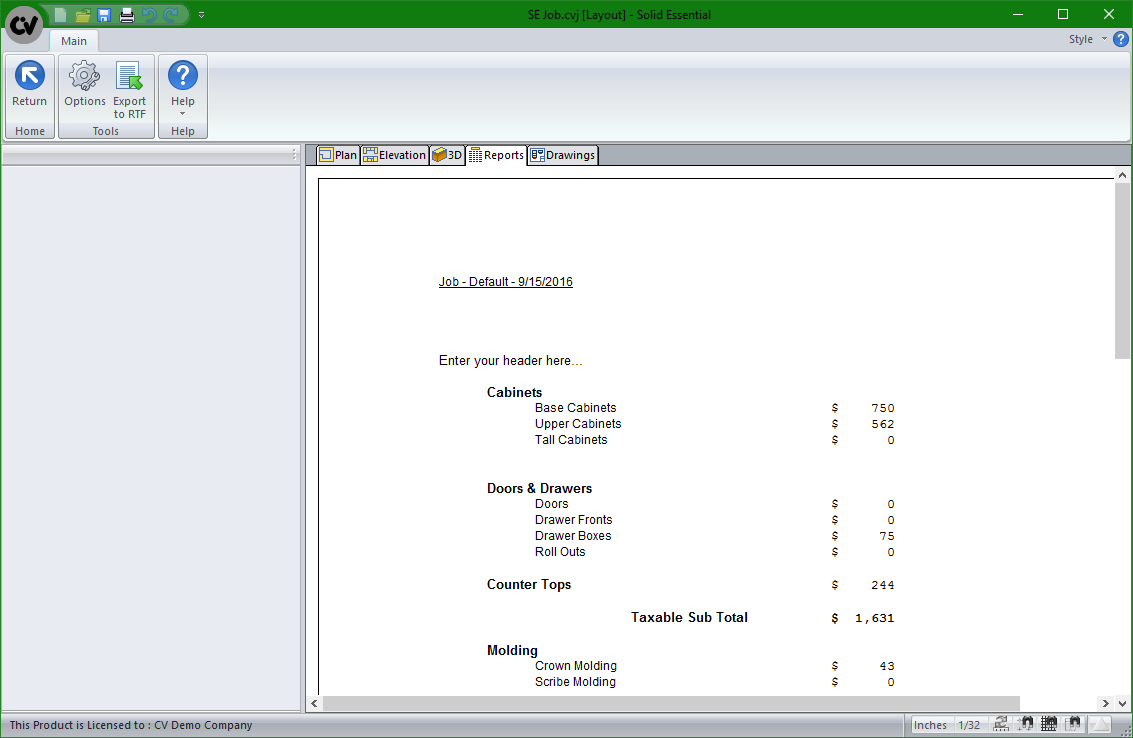 CV
SE Job.cvj [Layout] - Solid Essential
Main
Style
?
Return
Options
Export
to RTF
?
Help
Home
Tools
Help
Plan
Elevation
3D
Reports
Drawings
Job - Default - 9/15/2016
Enter your header here...
Cabinets
Base Cabinets $ 750
Upper Cabinets $ 562
Tall Cabinets $ 0
Doors & Drawers
Doors $ 0
Drawer Fronts $ 0
Drawer Boxes $ 75
Roll Outs $ 0
Counter Tops $ 244
Taxable Sub Total $ 1,631
Molding
Crown Molding $ 43
Scribe Molding $ 0
This Product is Licensed to : CV Demo Company
Inches 1/32